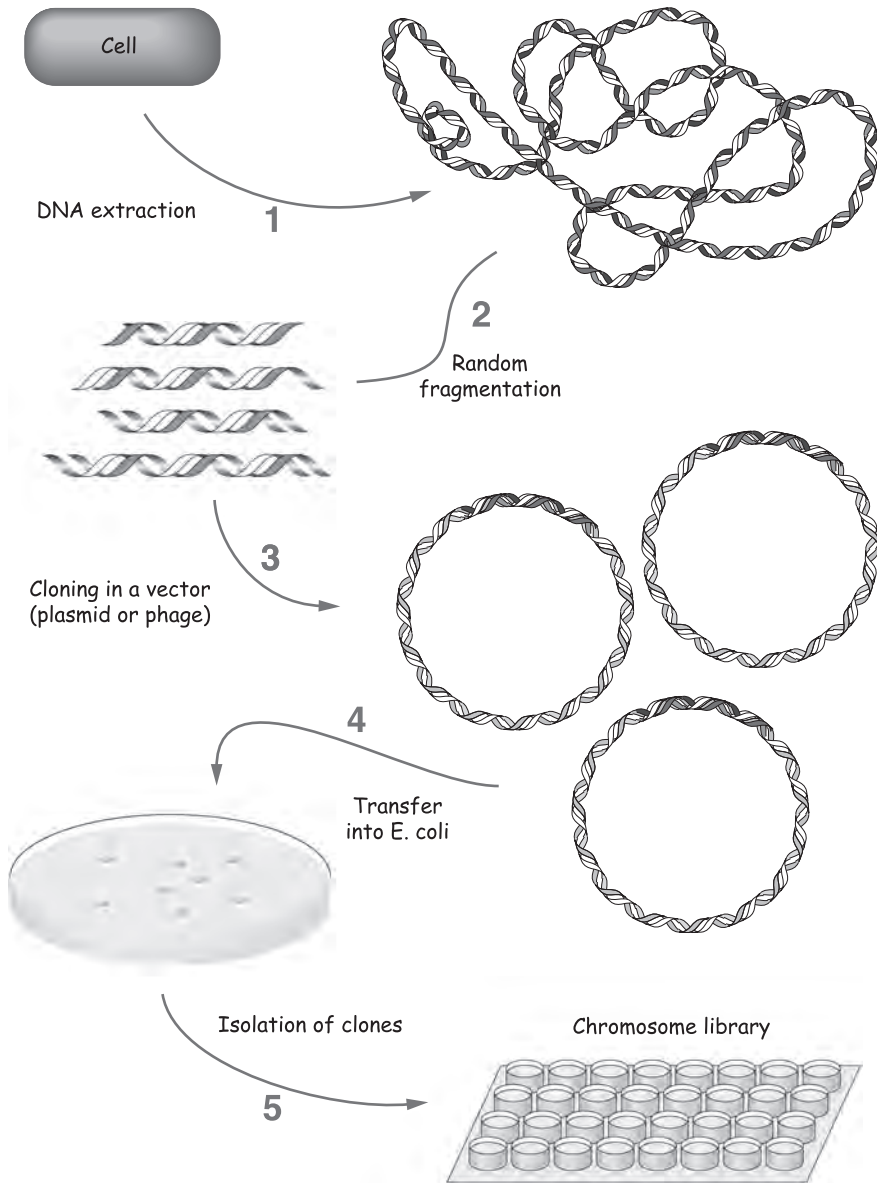 Cell
DNA extraction
1
2
Random
fragmentation
3
Cloning in a vector
(plasmid or phage)
4
Transfer
into E. coli
Isolation of clones
5
Chromosome library